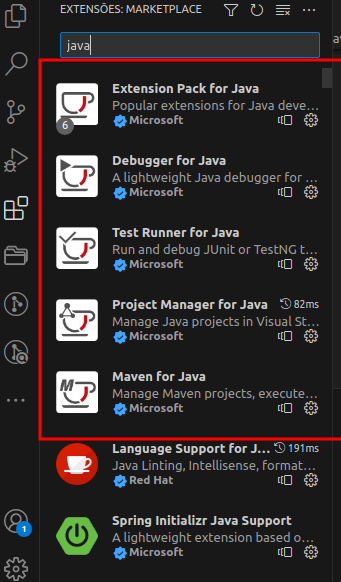 EXTENSÕES: MARKETPLACE
java
Extension Pack for Java
Popular extensions for Java deve...
6
Microsoft
Debugger for Java
A lightweight Java debugger for ...
Microsoft
Test Runner for Java
Run and debug JUnit or TestNG t...
Microsoft
Project Manager for Java 82ms
Manage Java projects in Visual St...
Microsoft
Maven for Java
Manage Maven projects, execute...
Microsoft
Language Support for J... 191ms
Java Linting, Intellisense, format...
Red Hat
Spring Initializr Java Support
A lightweight extension based o...
Microsoft
1